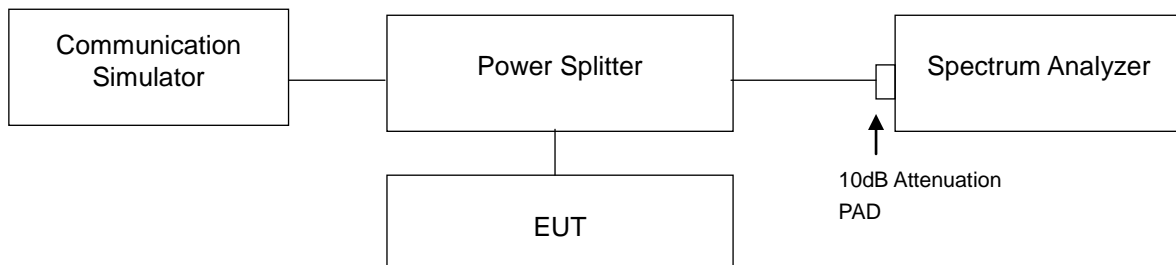 Communication
Simulator
Power Splitter
Spectrum Analyzer
10dB Attenuation
PAD
EUT